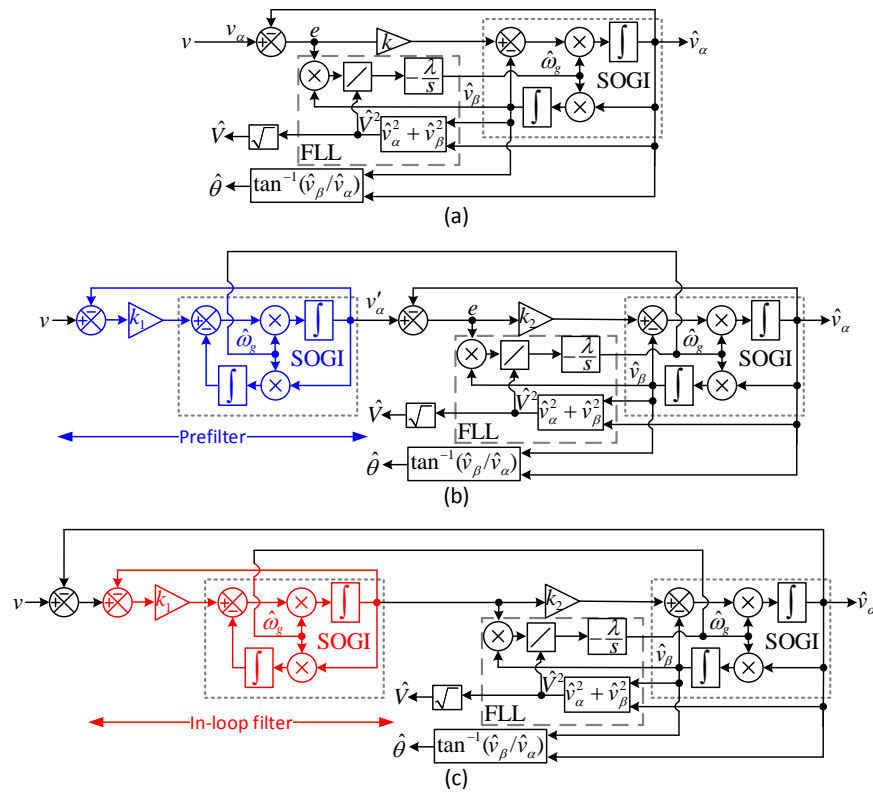 v v_α e k ∫ v̂_α
ω̂_g SOGI
× ∕ −λ/s × ∫ ×
v̂_β
V̂ √ V̂² v̂_α² + v̂_β²
FLL
θ̂ tan⁻¹(v̂_β/v̂_α)
(a)
v k₁ × ∫ v′_α e k₂ × ∫ v̂_α
ω̂_g SOGI × ∕ −λ/s ω̂_g SOGI
∫ × v̂_β ∫ ×
V̂ √ V̂² v̂_α² + v̂_β²
Prefilter FLL
θ̂ tan⁻¹(v̂_β/v̂_α)
(b)
v k₁ × ∫ k₂ × ∫ v̂_α
ω̂_g SOGI × ∕ −λ/s ω̂_g SOGI
∫ × v̂_β ∫ ×
V̂ √ V̂² v̂_α² + v̂_β²
In-loop filter FLL
θ̂ tan⁻¹(v̂_β/v̂_α)
(c)